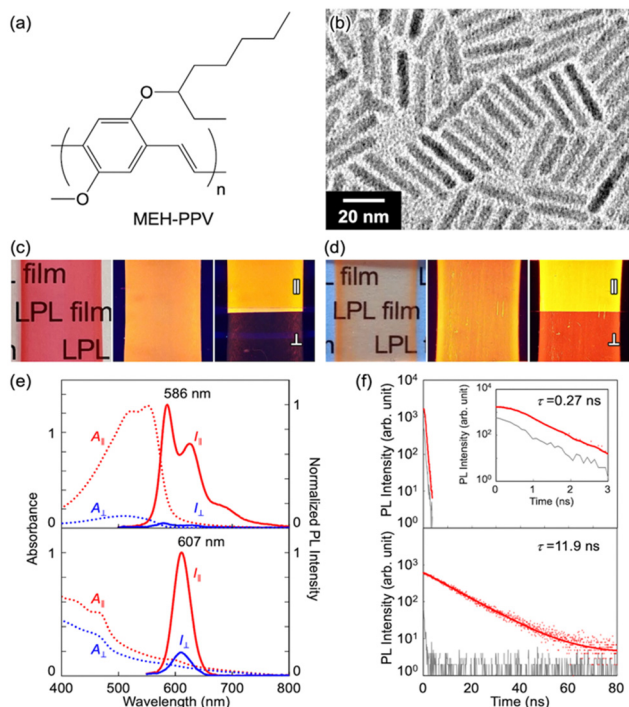 (a)
O
O
n
MEH-PPV
(b)
20 nm
(c)
film
LPL film
LPL
||
⊥
(d)
film
LPL film
LPL
||
⊥
(e)
586 nm
A||
I||
A⊥
I⊥
1
0
1
0
607 nm
A||
A⊥
I||
I⊥
1
0
1
0
Absorbance
Normalized PL Intensity
400 500 600 700 800
Wavelength (nm)
(f)
PL Intensity (arb. unit)
10⁴
10³
10²
10¹
10⁰
τ = 0.27 ns
PL Intensity (arb. unit)
10⁴
10²
10⁰
0 1 2 3
Time (ns)
τ = 11.9 ns
PL Intensity (arb. unit)
10³
10²
10¹
10⁰
0 20 40 60 80
Time (ns)